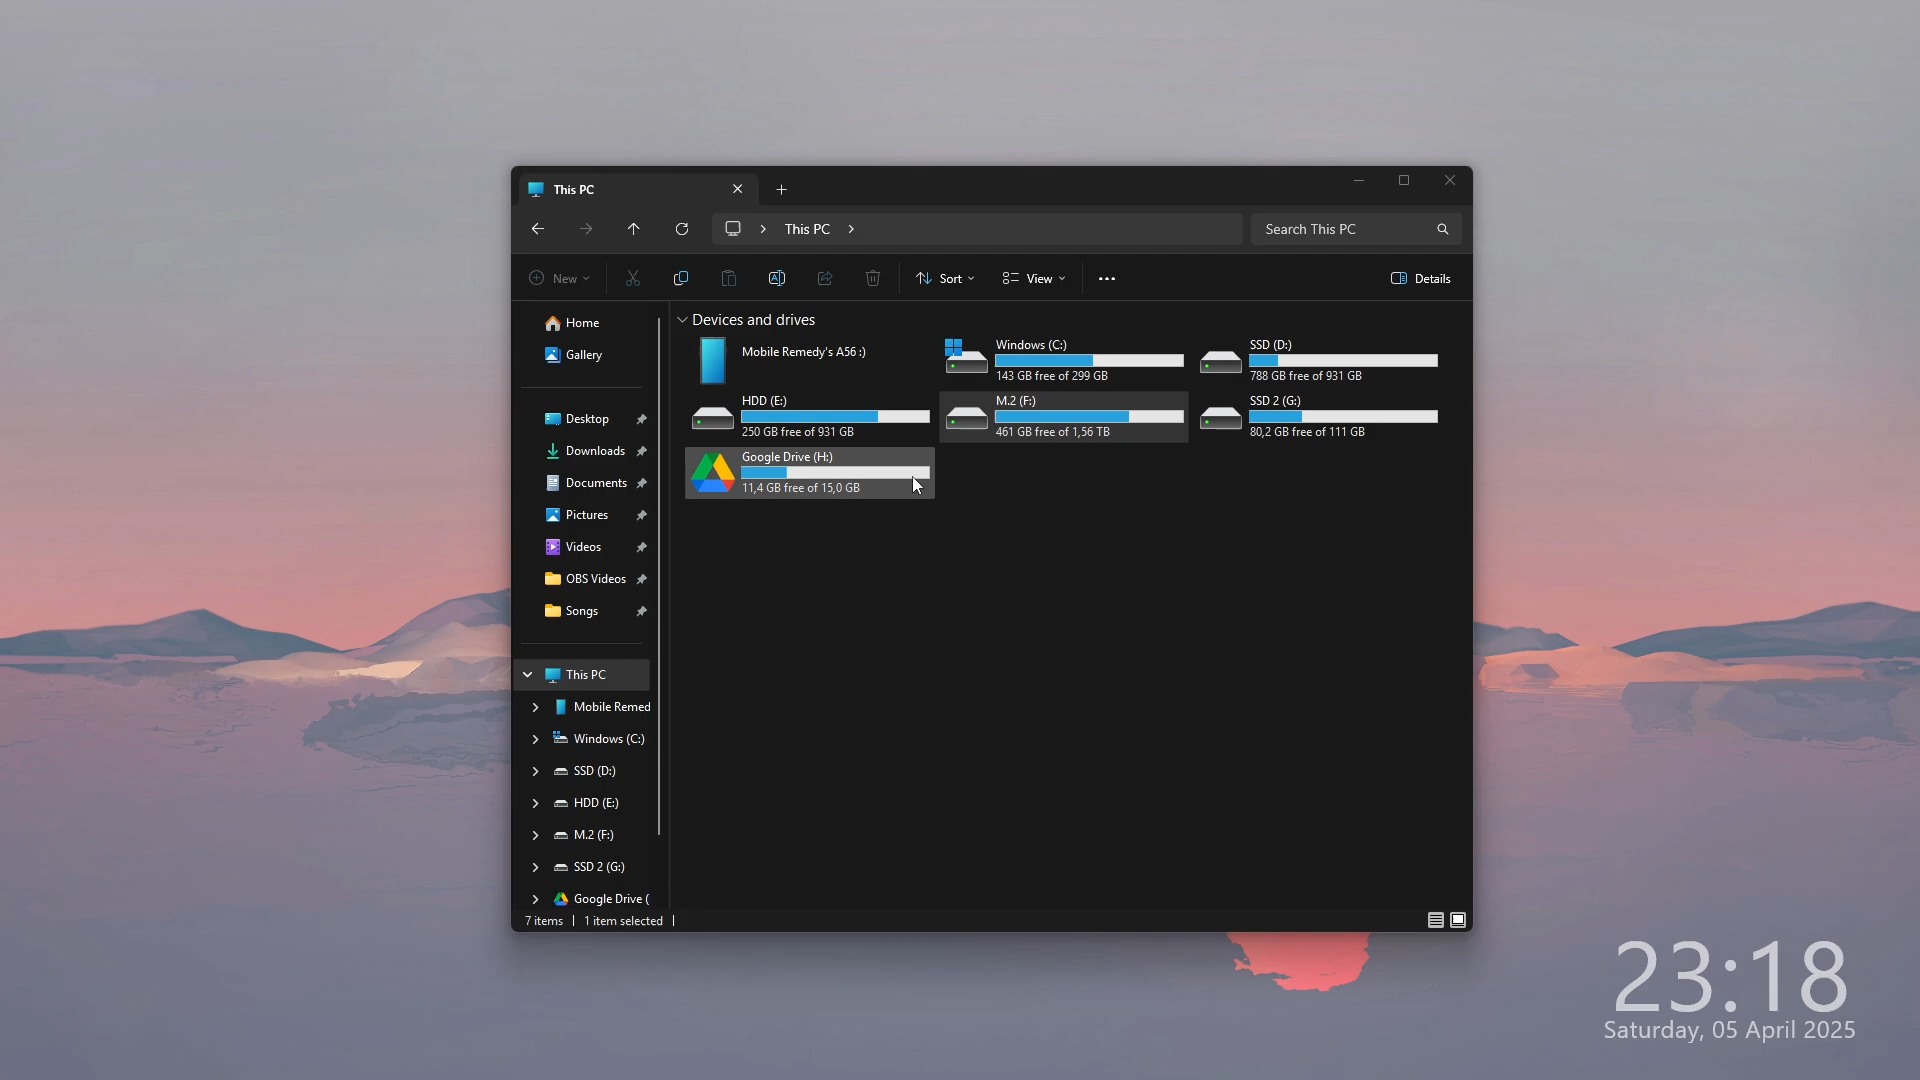 This PC
This PC
Search This PC
New
Sort
View
Details
Home
Gallery
Desktop
Downloads
Documents
Pictures
Videos
OBS Videos
Songs
This PC
Mobile Remed
Windows (C:)
SSD (D:)
HDD (E:)
M.2 (F:)
SSD 2 (G:)
Google Drive (
Devices and drives
Mobile Remedy's A56 :)
Windows (C:)
143 GB free of 299 GB
SSD (D:)
788 GB free of 931 GB
HDD (E:)
250 GB free of 931 GB
M.2 (F:)
461 GB free of 1,56 TB
SSD 2 (G:)
80,2 GB free of 111 GB
Google Drive (H:)
11,4 GB free of 15,0 GB
7 items
1 item selected
23:18
Saturday, 05 April 2025